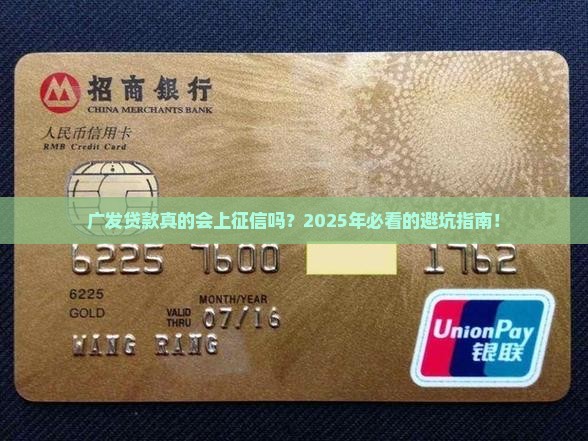 招商銀行
CHINA MERCHANTS BANK
人民币信用卡
RMB Credit Card
广发贷款真的会上征信吗？2025年必看的避坑指南！
6225 7600 1762
6225
MONTH/YEAR
GOLD
VALID THRU 07/16
WANG RANG
UnionPay
银联